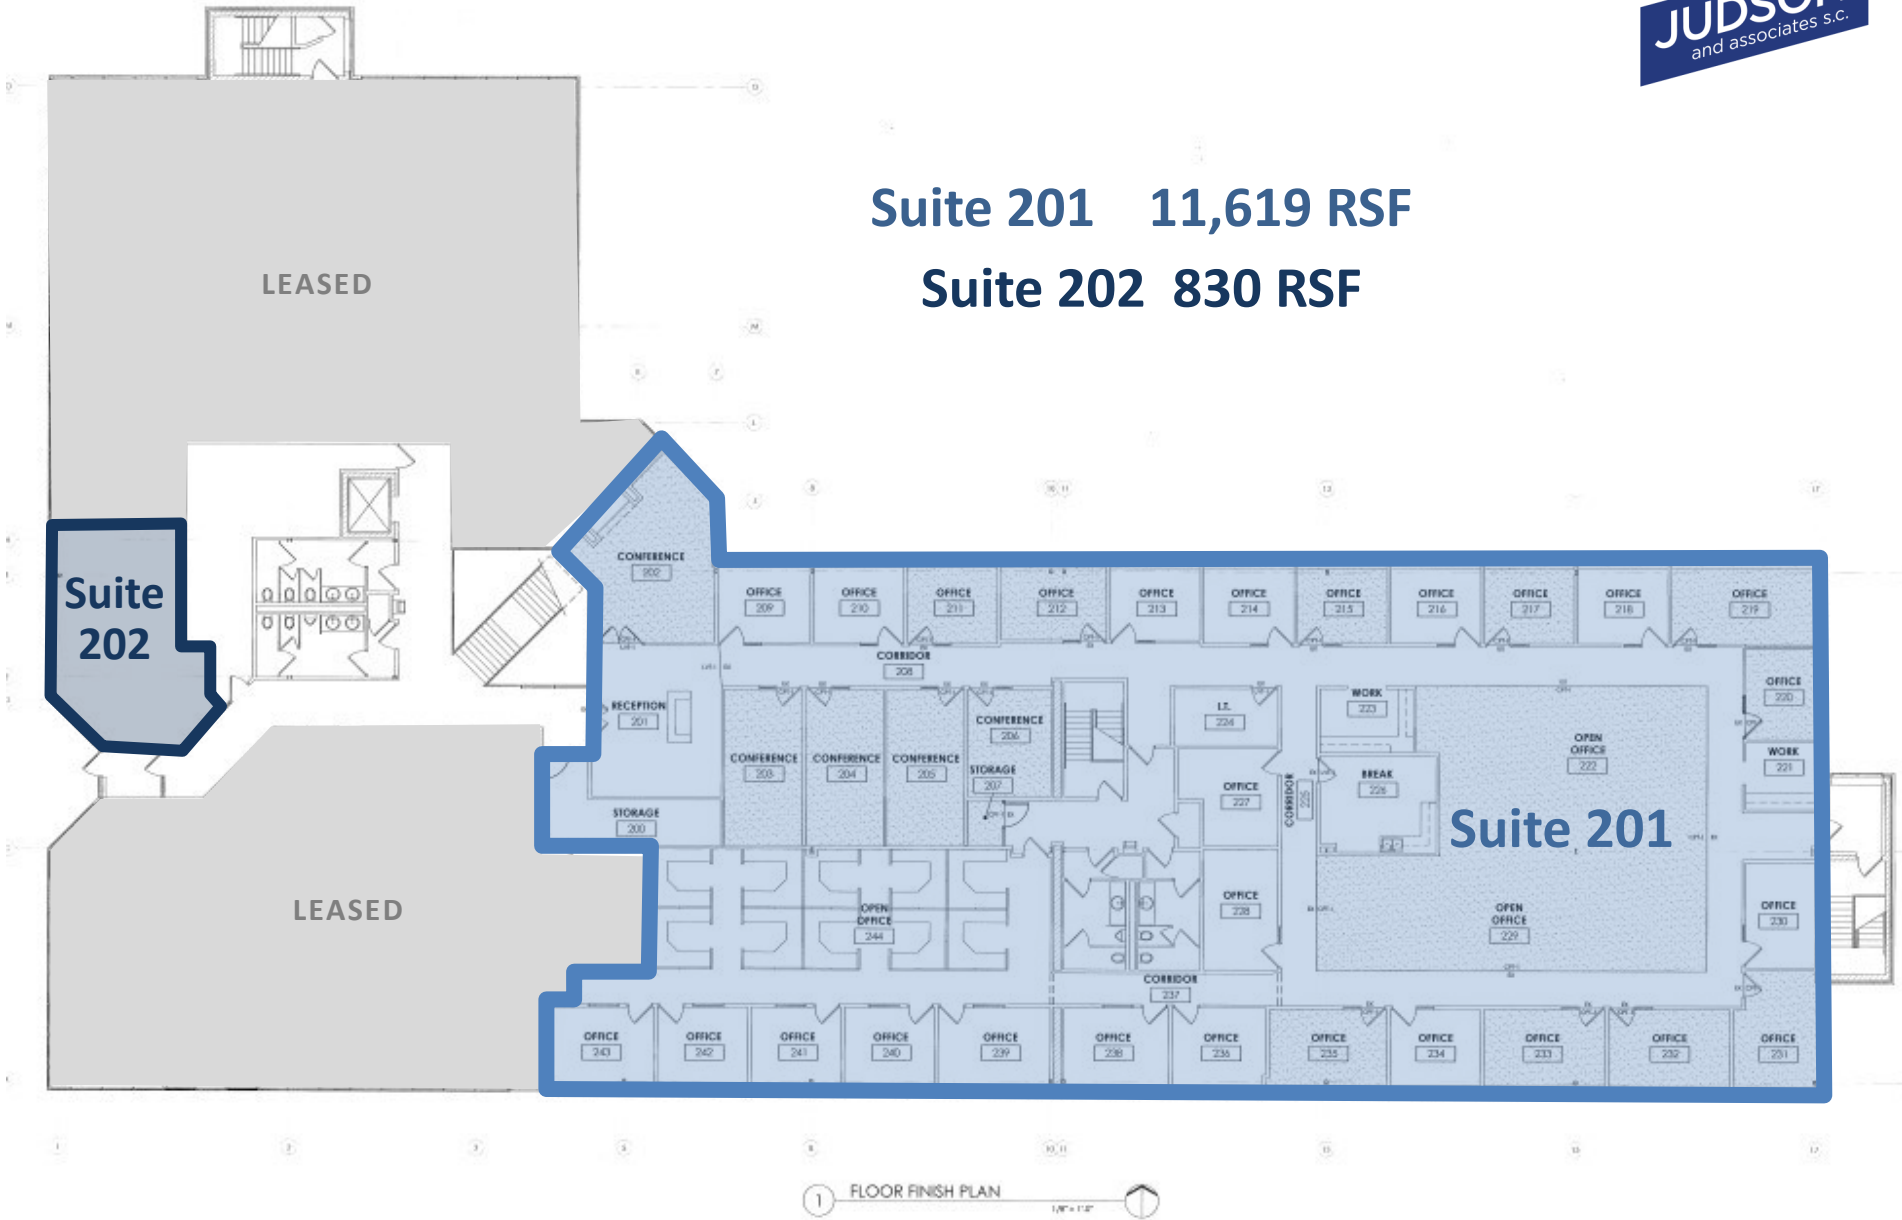 JUDSON
and associates s.c.
Suite 201 11,619 RSF
Suite 202 830 RSF
LEASED
Suite
202
CONFERENCE
202
OFFICE
209
OFFICE
210
OFFICE
211
OFFICE
212
OFFICE
213
OFFICE
214
OFFICE
215
OFFICE
216
OFFICE
217
OFFICE
218
OFFICE
219
CORRIDOR
208
OFFICE
220
RECEPTION
201
CONFERENCE
206
I.T.
224
WORK
223
OPEN
OFFICE
222
WORK
221
CONFERENCE
203
CONFERENCE
204
CONFERENCE
205
STORAGE
207
OFFICE
227
CORRIDOR
225
BREAK
226
STORAGE
200
Suite 201
LEASED
OPEN
OFFICE
244
OFFICE
228
OPEN
OFFICE
229
OFFICE
230
CORRIDOR
237
OFFICE
243
OFFICE
242
OFFICE
241
OFFICE
240
OFFICE
239
OFFICE
238
OFFICE
236
OFFICE
235
OFFICE
234
OFFICE
233
OFFICE
232
OFFICE
231
1 FLOOR FINISH PLAN
1/8" = 1'-0"